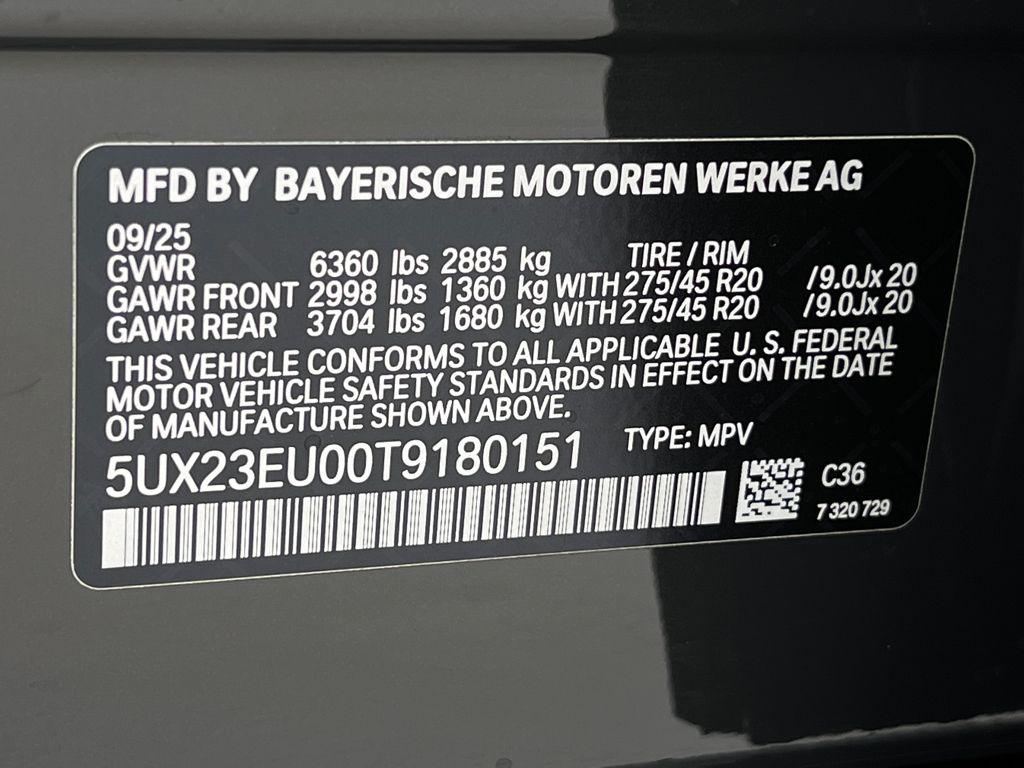 MFD BY BAYERISCHE MOTOREN WERKE AG
09/25
GVWR 6360 lbs 2885 kg TIRE / RIM
GAWR FRONT 2998 lbs 1360 kg WITH 275/45 R20 /9.0Jx 20
GAWR REAR 3704 lbs 1680 kg WITH 275/45 R20 /9.0Jx 20
THIS VEHICLE CONFORMS TO ALL APPLICABLE U. S. FEDERAL
MOTOR VEHICLE SAFETY STANDARDS IN EFFECT ON THE DATE
OF MANUFACTURE SHOWN ABOVE.
5UX23EU00T9180151 TYPE: MPV
C36
7 320 729